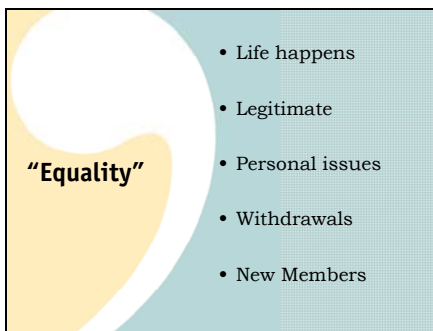 “Equality”
• Life happens
• Legitimate
• Personal issues
• Withdrawals
• New Members